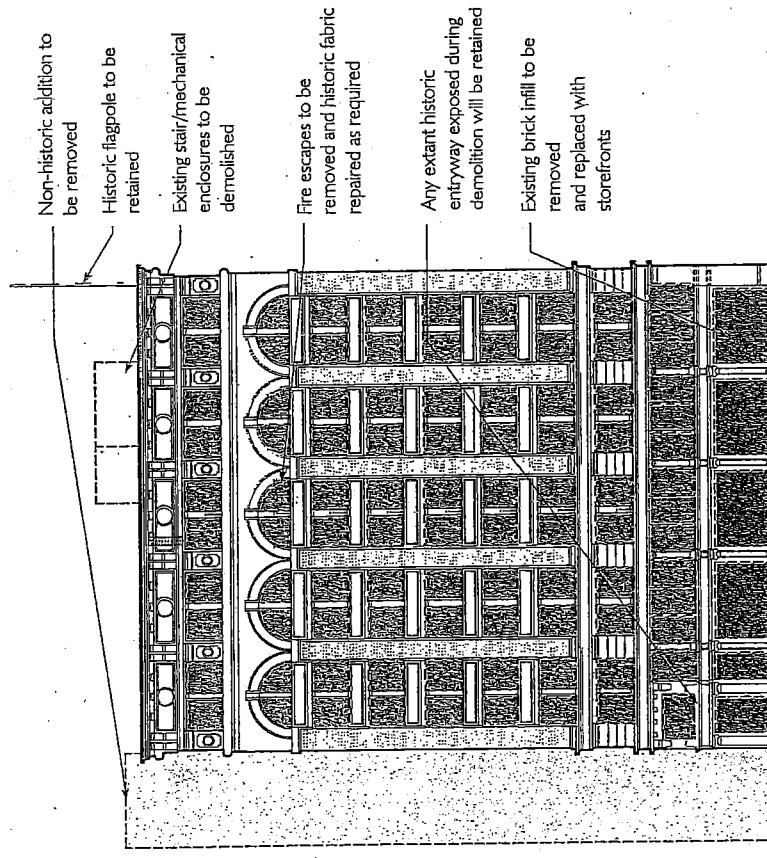 Non-historic addition to
be removed
Historic flagpole to be
retained
Existing stair/mechanical
enclosures to be
demolished
Fire escapes to be
removed and historic fabric
repaired as required
Any extant historic
entryway exposed during
demolition will be retained
Existing brick infill to be
removed
and replaced with
storefronts